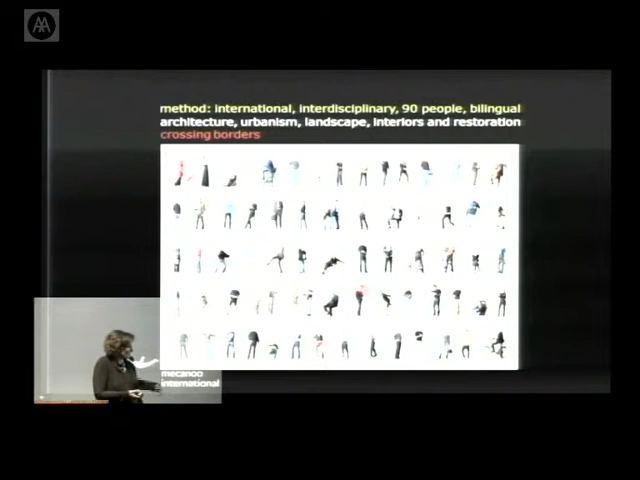 AA
method: international, interdisciplinary, 90 people, bilingual
architecture, urbanism, landscape, interiors and restoration
crossing borders
mecanoo
international